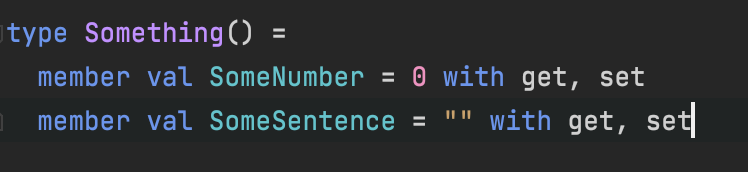 type Something() =
member val SomeNumber = 0 with get, set
member val SomeSentence = "" with get, set